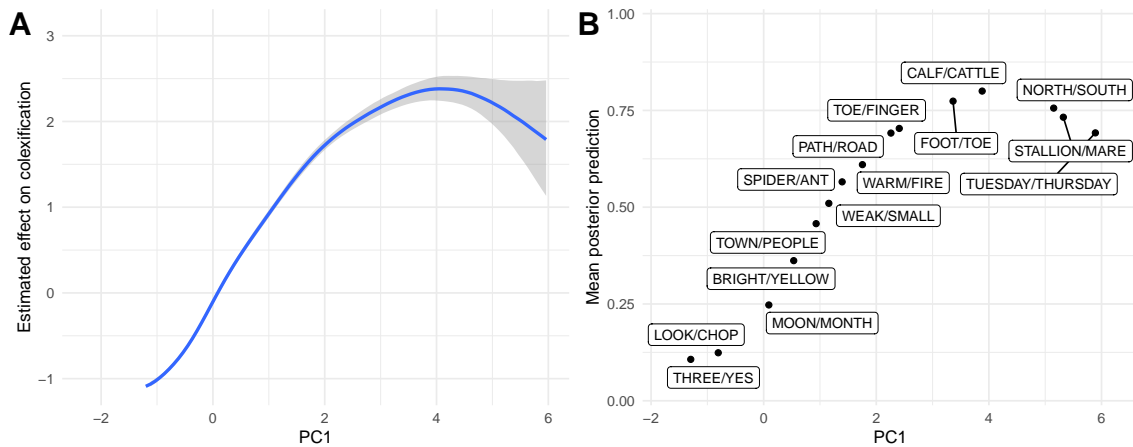 A
Estimated effect on colexification
3
2
1
0
−1
−2
0
2
4
6
PC1
B
Mean posterior prediction
1.00
0.75
0.50
0.25
0.00
CALF/CATTLE
NORTH/SOUTH
TOE/FINGER
PATH/ROAD
FOOT/TOE
STALLION/MARE
SPIDER/ANT
WARM/FIRE
TUESDAY/THURSDAY
WEAK/SMALL
TOWN/PEOPLE
BRIGHT/YELLOW
MOON/MONTH
LOOK/CHOP
THREE/YES
−2
0
2
4
6
PC1